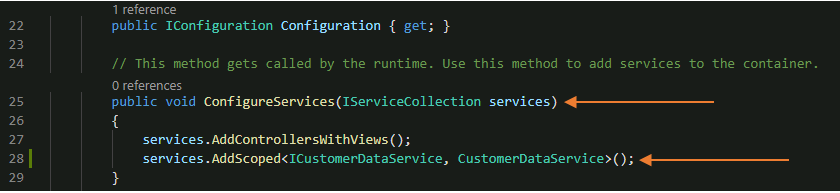 1 reference
22 public IConfiguration Configuration { get; }
23
24 // This method gets called by the runtime. Use this method to add services to the container.
0 references
25 public void ConfigureServices(IServiceCollection services)
26 {
27 services.AddControllersWithViews();
28 services.AddScoped<ICustomerDataService, CustomerDataService>();
29 }